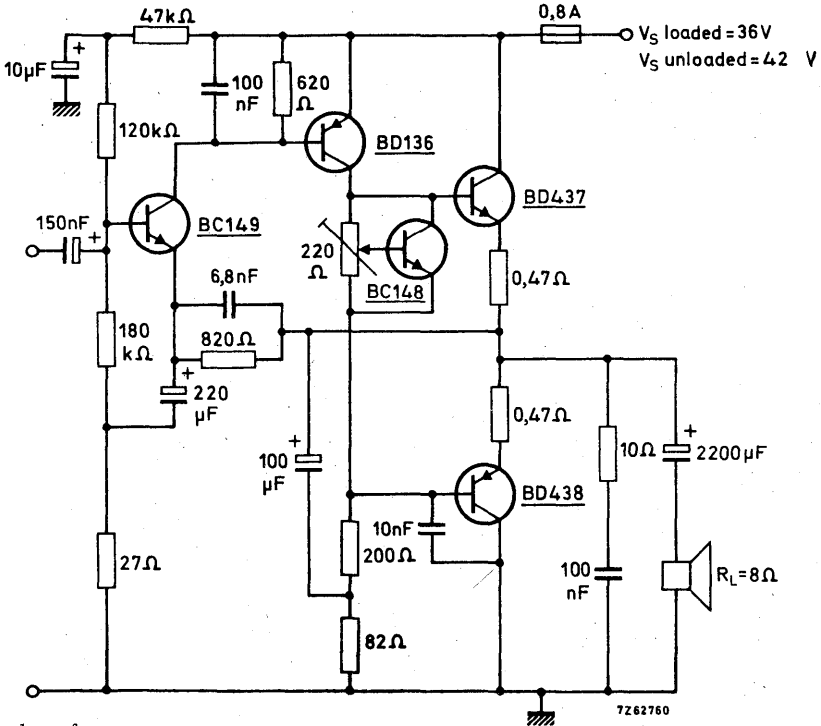 47kΩ
0,8A
Vs loaded = 36V
Vs unloaded = 42 V
10μF
+
100
nF
620
Ω
120kΩ
BD136
150nF
+
BC149
BD437
220
Ω
BC148
0,47Ω
6,8nF
180
kΩ
820Ω
+
220
μF
0,47Ω
+
100
μF
10Ω
+
2200μF
BD438
10nF
200Ω
27Ω
100
nF
RL=8Ω
82Ω
7Z62760